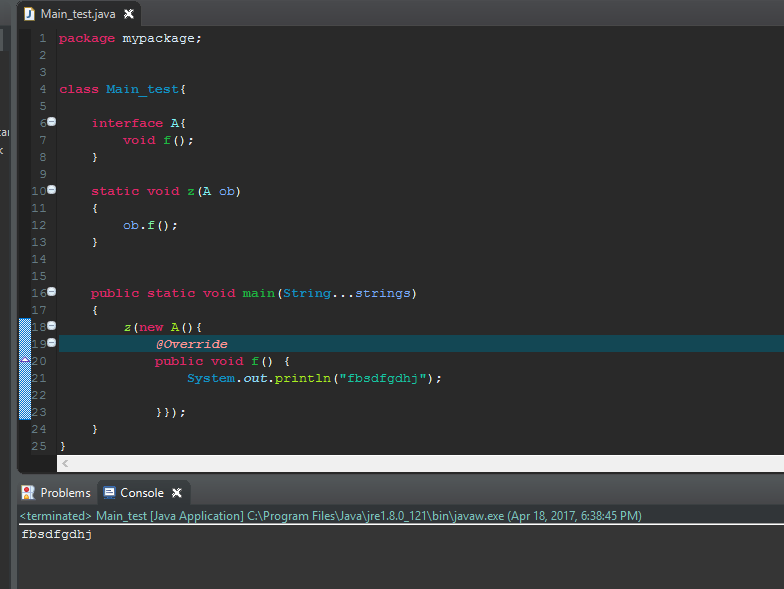 Main_test.java
1 package mypackage;
2
3
4 class Main_test{
5
6 interface A{
7 void f();
8 }
9
10 static void z(A ob)
11 {
12 ob.f();
13 }
14
15
16 public static void main(String...strings)
17 {
18 z(new A(){
19 @Override
20 public void f() {
21 System.out.println("fbsdfgdhj");
22
23 }});
24 }
25 }
Problems Console
<terminated> Main_test [Java Application] C:\Program Files\Java\jre1.8.0_121\bin\javaw.exe (Apr 18, 2017, 6:38:45 PM)
fbsdfgdhj